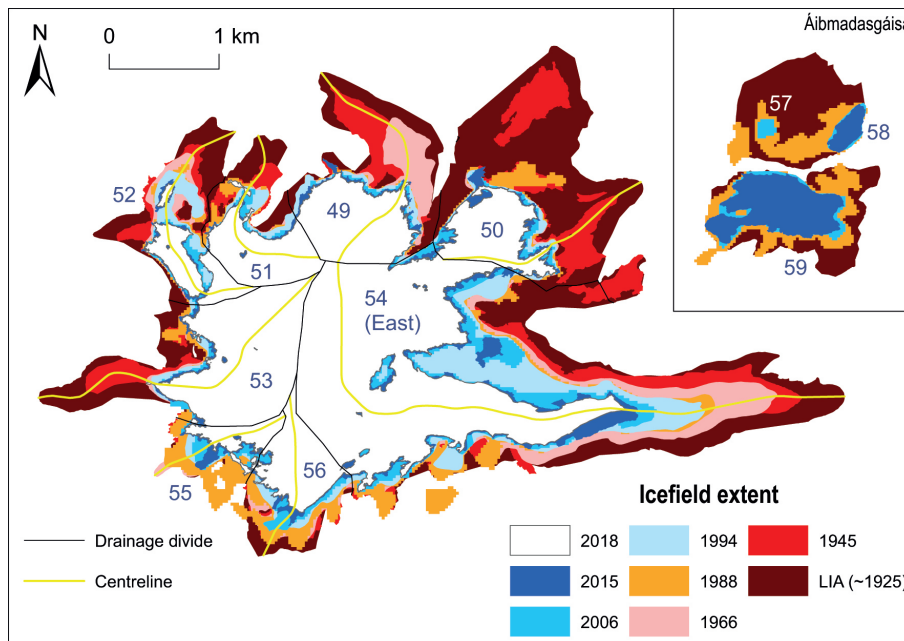 N
0
1 km
Áibmadasgáisa
57
58
59
52
49
50
51
54
(East)
53
56
55
Drainage divide
Centreline
Icefield extent
2018
1994
1945
2015
1988
LIA (~1925)
2006
1966